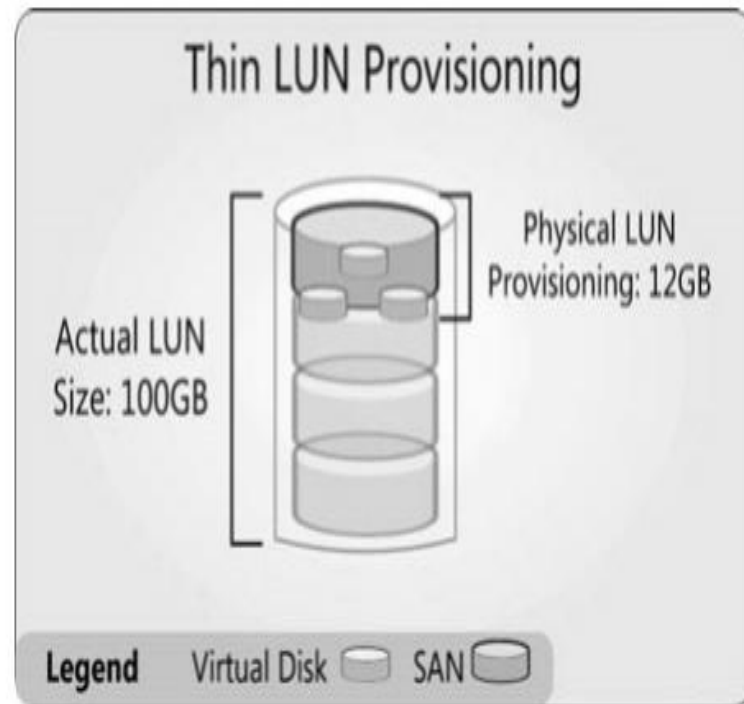 Thin LUN Provisioning
Physical LUN
Provisioning: 12GB
Actual LUN
Size: 100GB
Legend Virtual Disk SAN